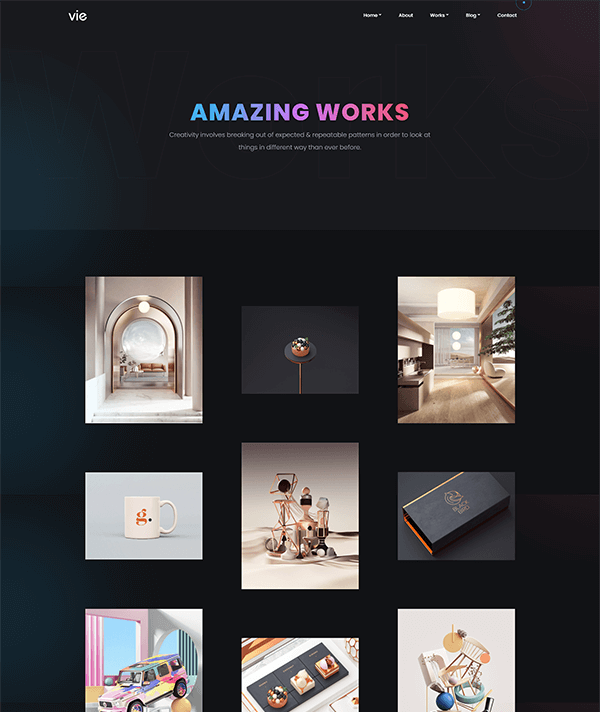 vie
Home
About
Works
Blog
Contact
Works
AMAZING WORKS
Creativity involves breaking out of expected & repeatable patterns in order to look at
things in different way than ever before.
g.